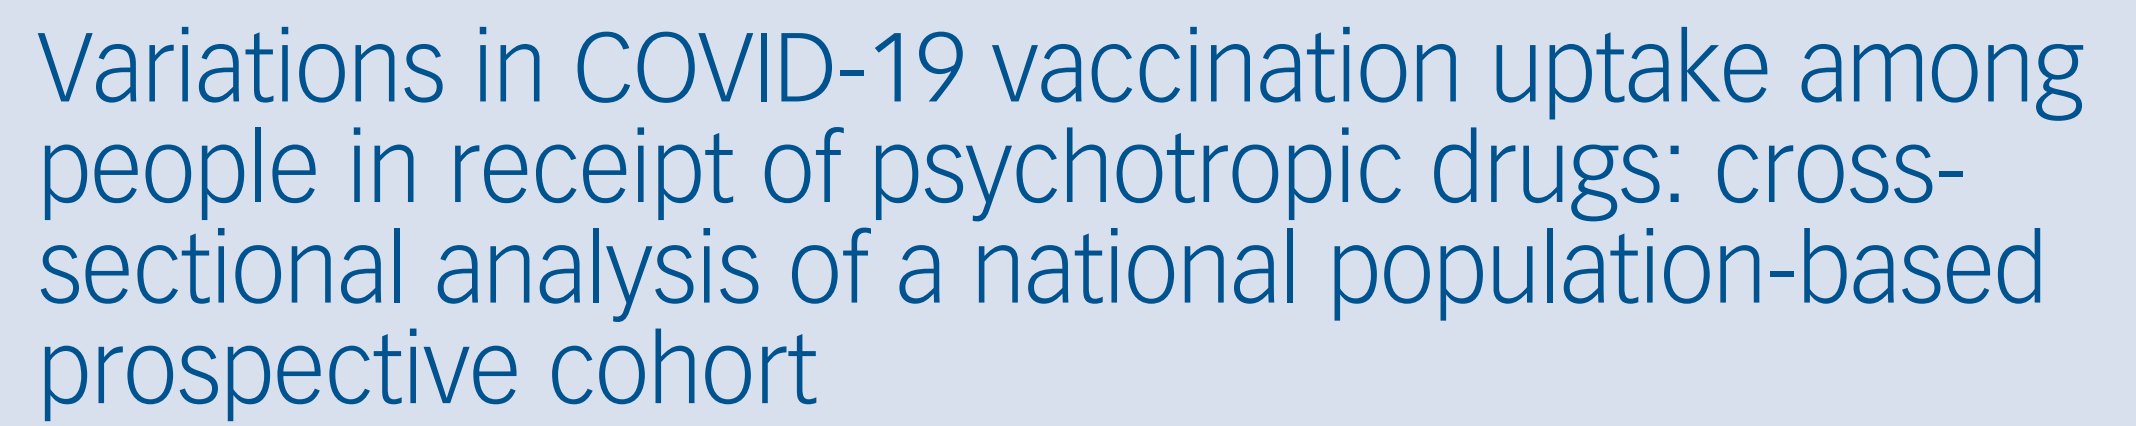 Variations in COVID-19 vaccination uptake among
people in receipt of psychotropic drugs: cross-
sectional analysis of a national population-based
prospective cohort